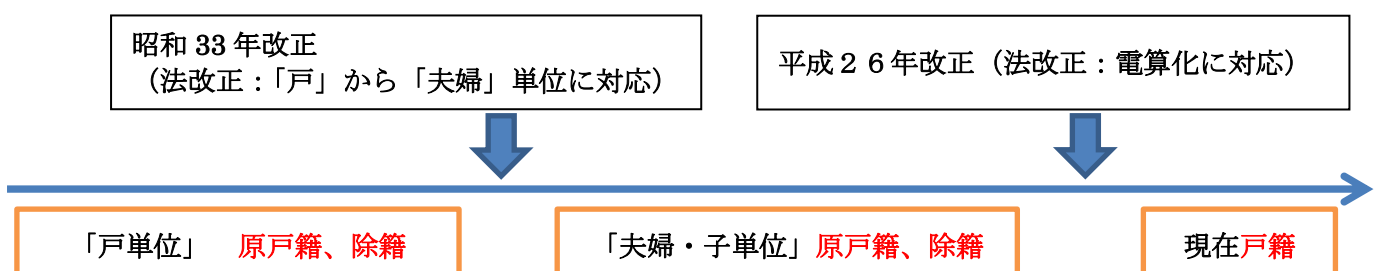 昭和 33 年改正
（法改正：「戸」から「夫婦」単位に対応）
平成２６年改正（法改正：電算化に対応）
「戸単位」　原戸籍、除籍
「夫婦・子単位」原戸籍、除籍
現在戸籍